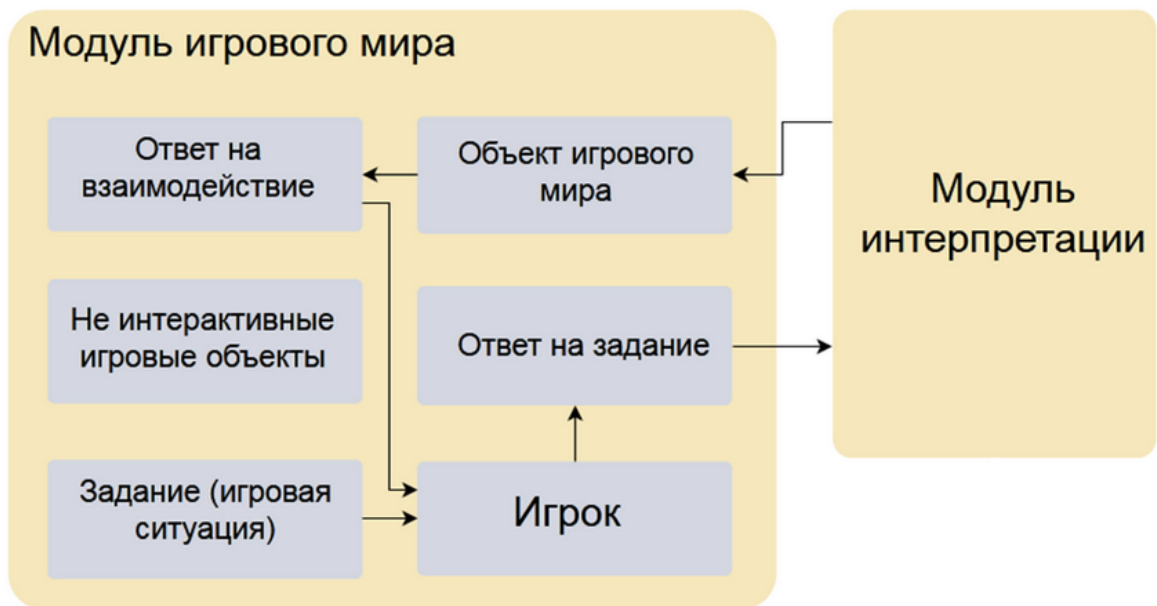 Модуль игрового мира
Ответ на
взаимодействие
Объект игрового
мира
Модуль
интерпретации
Не интерактивные
игровые объекты
Ответ на задание
Задание (игровая
ситуация)
Игрок